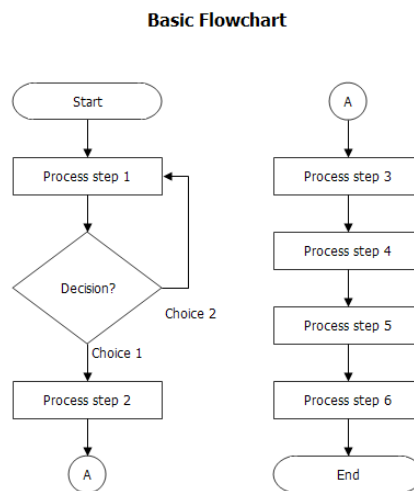 Basic Flowchart
Start
Process step 1
Decision?
Choice 2
Choice 1
Process step 2
A
A
Process step 3
Process step 4
Process step 5
Process step 6
End